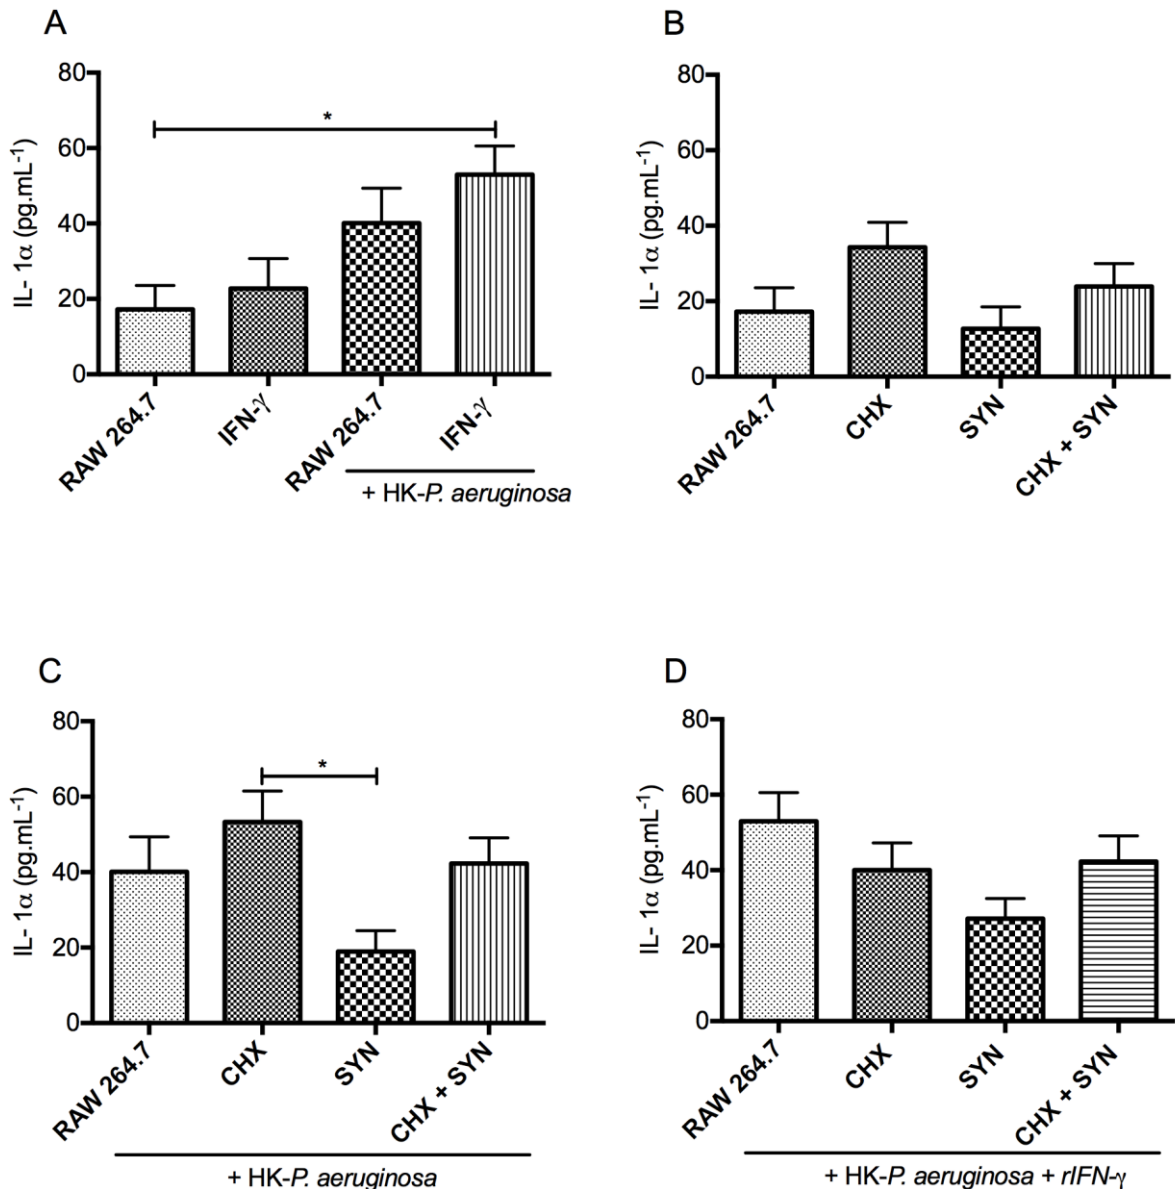 A
80
60
40
20
0
IL- 1α (pg.mL-1)
*
RAW 264.7
IFN-γ
RAW 264.7
IFN-γ
+ HK-P. aeruginosa
B
80
60
40
20
0
IL- 1α (pg.mL-1)
RAW 264.7
CHX
SYN
CHX + SYN
C
80
60
40
20
0
IL- 1α (pg.mL-1)
*
RAW 264.7
CHX
SYN
CHX + SYN
+ HK-P. aeruginosa
D
80
60
40
20
0
IL- 1α (pg.mL-1)
RAW 264.7
CHX
SYN
CHX + SYN
+ HK-P. aeruginosa + rIFN-γ